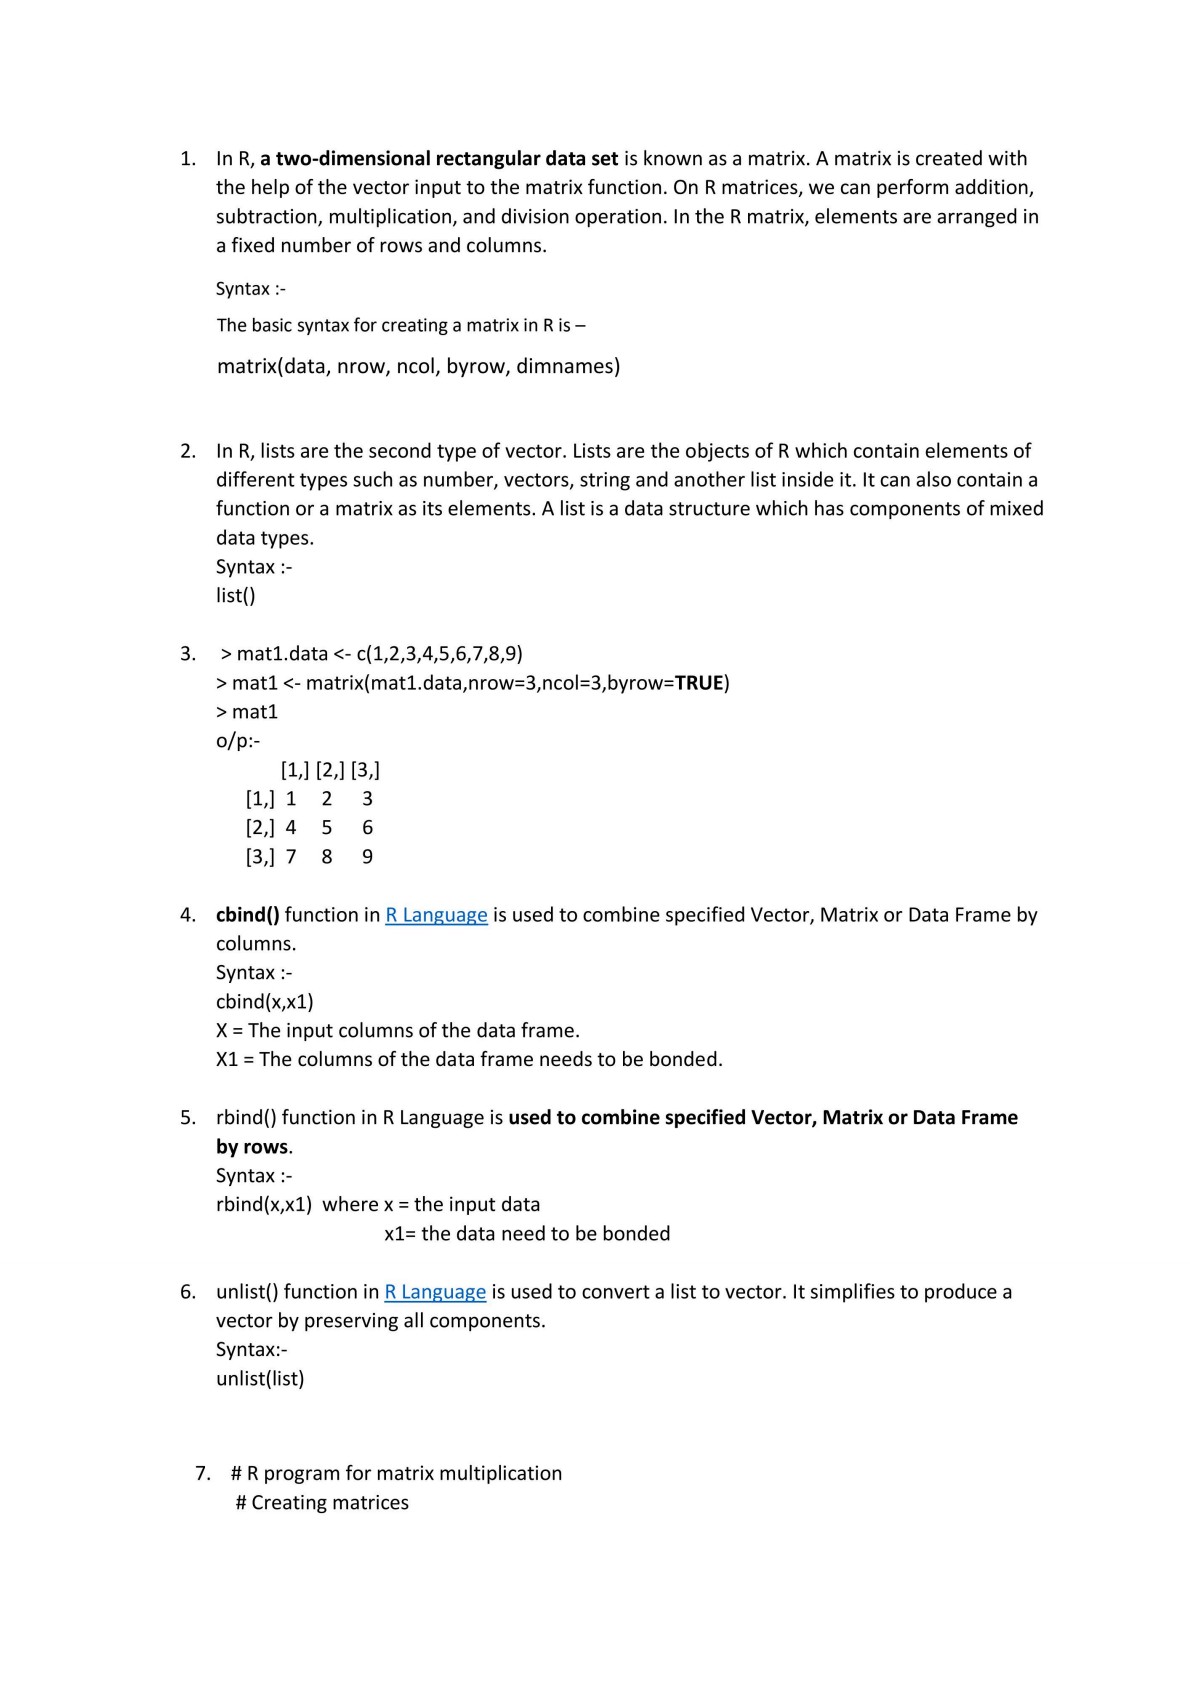 1. In R, a two-dimensional rectangular data set is known as a matrix. A matrix is created with
the help of the vector input to the matrix function. On R matrices, we can perform addition,
subtraction, multiplication, and division operation. In the R matrix, elements are arranged in
a fixed number of rows and columns.
Syntax :-
The basic syntax for creating a matrix in R is –
matrix(data, nrow, ncol, byrow, dimnames)
2. In R, lists are the second type of vector. Lists are the objects of R which contain elements of
different types such as number, vectors, string and another list inside it. It can also contain a
function or a matrix as its elements. A list is a data structure which has components of mixed
data types.
Syntax :-
list()
3. > mat1.data <- c(1,2,3,4,5,6,7,8,9)
> mat1 <- matrix(mat1.data,nrow=3,ncol=3,byrow=TRUE)
> mat1
o/p:-
[1,] [2,] [3,]
[1,] 1 2 3
[2,] 4 5 6
[3,] 7 8 9
4. cbind() function in R Language is used to combine specified Vector, Matrix or Data Frame by
columns.
Syntax :-
cbind(x,x1)
X = The input columns of the data frame.
X1 = The columns of the data frame needs to be bonded.
5. rbind() function in R Language is used to combine specified Vector, Matrix or Data Frame
by rows.
Syntax :-
rbind(x,x1) where x = the input data
x1= the data need to be bonded
6. unlist() function in R Language is used to convert a list to vector. It simplifies to produce a
vector by preserving all components.
Syntax:-
unlist(list)
7. # R program for matrix multiplication
# Creating matrices